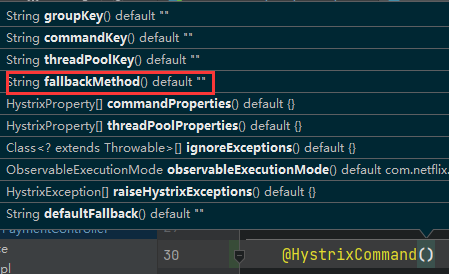 String groupKey() default ""
String commandKey() default ""
String threadPoolKey() default ""
String fallbackMethod() default ""
HystrixProperty[] commandProperties() default {}
HystrixProperty[] threadPoolProperties() default {}
Class<? extends Throwable>[] ignoreExceptions() default {}
ObservableExecutionMode observableExecutionMode() default com.netflix.
HystrixException[] raiseHystrixExceptions() default {}
String defaultFallback() default ""
30 @HystrixCommand()